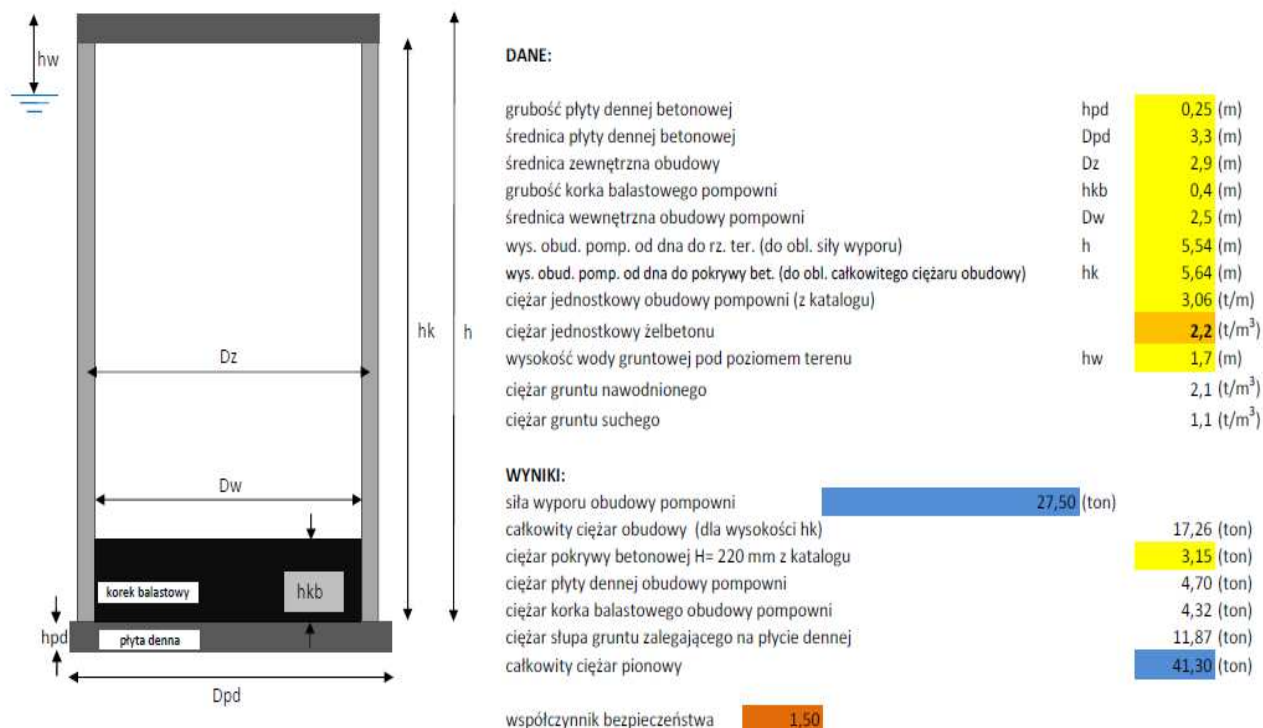 hw
hk
h
Dz
Dw
korek balastowy
hkb
hpd
płyta denna
Dpd
DANE:
grubość płyty dennej betonowej hpd 0,25 (m)
średnica płyty dennej betonowej Dpd 3,3 (m)
średnica zewnętrzna obudowy Dz 2,9 (m)
grubość korka balastowego pompowni hkb 0,4 (m)
średnica wewnętrzna obudowy pompowni Dw 2,5 (m)
wys. obud. pomp. od dna do rz. ter. (do obl. siły wyporu) h 5,54 (m)
wys. obud. pomp. od dna do pokrywy bet. (do obl. całkowitego ciężaru obudowy) hk 5,64 (m)
ciężar jednostkowy obudowy pompowni (z katalogu) 3,06 (t/m)
ciężar jednostkowy żelbetonu 2,2 (t/m³)
wysokość wody gruntowej pod poziomem terenu hw 1,7 (m)
ciężar gruntu nawodnionego 2,1 (t/m³)
ciężar gruntu suchego 1,1 (t/m³)
WYNIKI:
siła wyporu obudowy pompowni 27,50 (ton)
całkowity ciężar obudowy (dla wysokości hk) 17,26 (ton)
ciężar pokrywy betonowej H= 220 mm z katalogu 3,15 (ton)
ciężar płyty dennej obudowy pompowni 4,70 (ton)
ciężar korka balastowego obudowy pompowni 4,32 (ton)
ciężar słupa gruntu zalegającego na płycie dennej 11,87 (ton)
całkowity ciężar pionowy 41,30 (ton)
współczynnik bezpieczeństwa 1,50